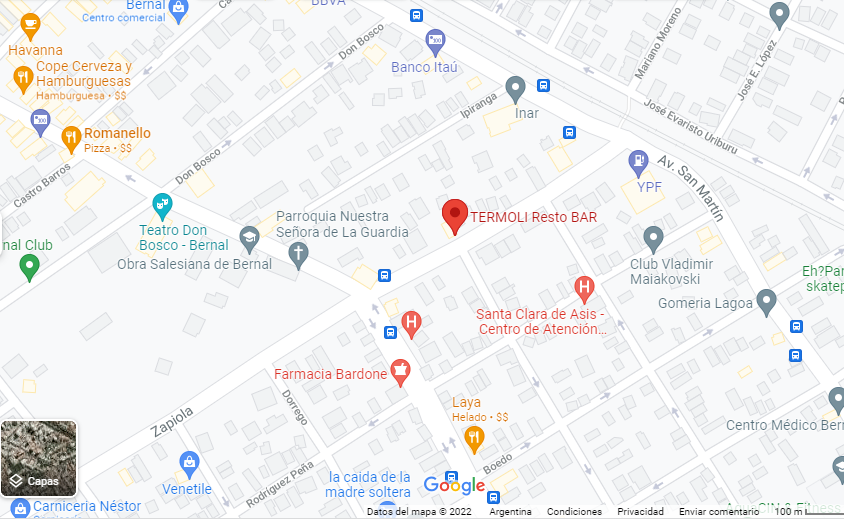 Bernal
Centro comercial
BBVA
Havanna
Don Bosco
Banco Itaú
Mariano Moreno
José E. López
Cope Cerveza y
Hamburguesas
Hamburguesa • $$
Inar
Ipiranga
José Evaristo Uriburu
Romanello
Pizza • $$
Don Bosco
Castro Barros
YPF
Av. San Martín
Teatro Don
Bosco - Bernal
Parroquia Nuestra
Señora de La Guardia
TERMOLI Resto BAR
nal Club
Obra Salesiana de Bernal
Club Vladimir
Maiakovski
Eh?Par
skatep
Gomeria Lagoa
Santa Clara de Asis -
Centro de Atención...
Farmacia Bardone
Zapiola
Dorrego
Laya
Helado • $$
Centro Médico Bern
Capas
Venetile
Rodríguez Peña
Boedo
la caida de la
madre soltera
Google
Carniceria Néstor
Datos del mapa © 2022
Argentina
Condiciones
Privacidad
Enviar comentario
100 m